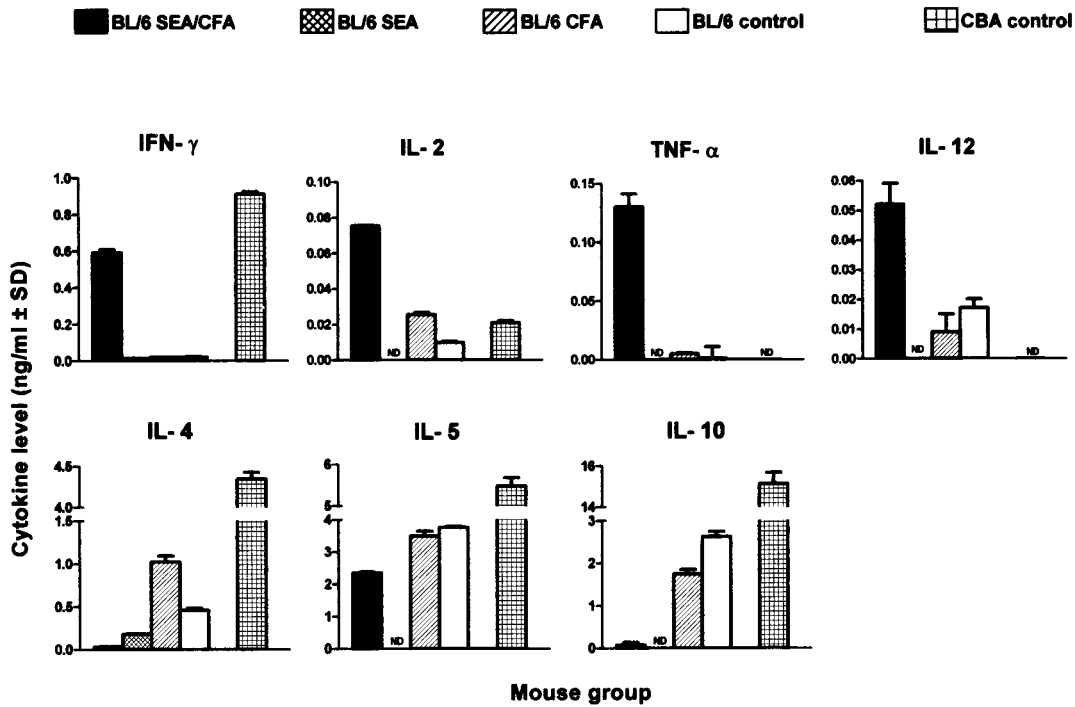 BL/6 SEA/CFA BL/6 SEA BL/6 CFA BL/6 control CBA control
IFN- γ IL- 2 TNF- α IL- 12
1.0 0.8 0.6 0.4 0.2 0.0
0.10 0.08 0.06 0.04 0.02 0.00 ND
0.15 0.10 0.05 0.00 ND ND
0.06 0.05 0.04 0.03 0.02 0.01 0.00 ND ND
Cytokine level (ng/ml ± SD)
IL- 4 IL- 5 IL- 10
4.5 4.0 1.5 1.0 0.5 0.0
6 5 4 3 2 1 0 ND
16 14 3 2 1 0 ND
Mouse group